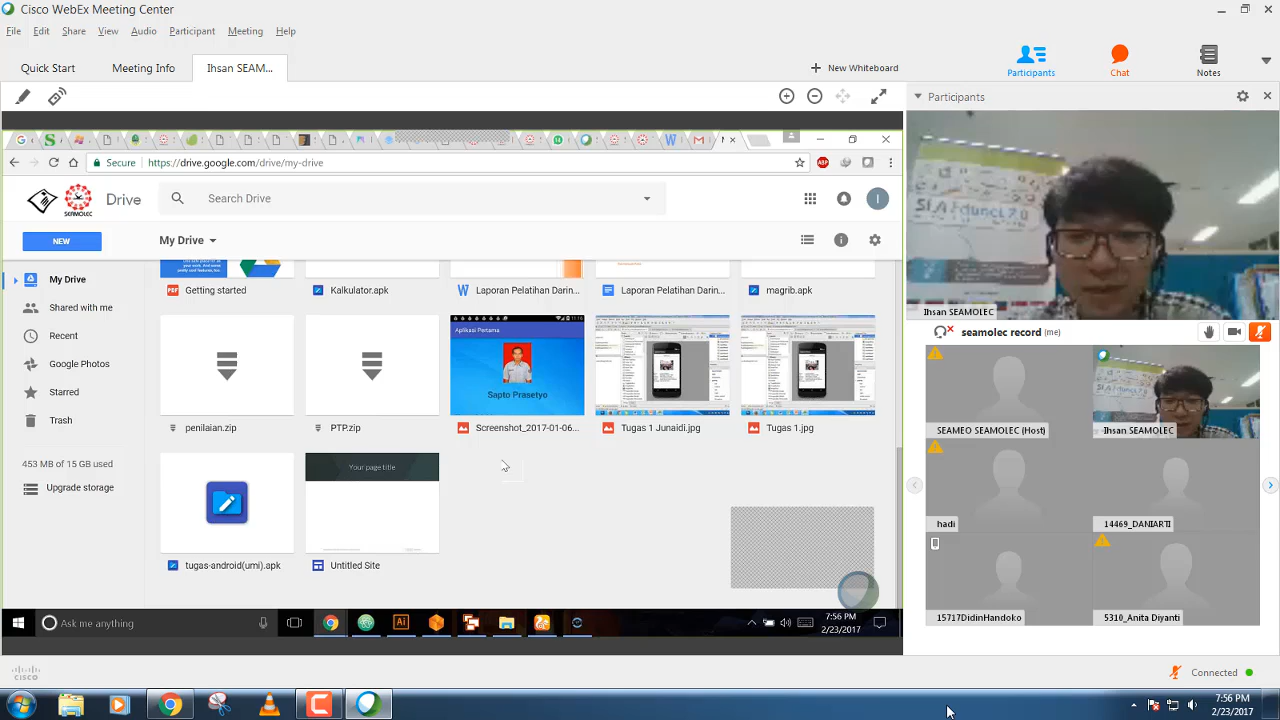 Cisco WebEx Meeting Center
File Edit Share View Audio Participant Meeting Help
Quick Start Meeting Info Ihsan SEAM...
New Whiteboard
Participants Chat Notes
Participants
Secure https://drive.google.com/drive/my-drive
ABP
SEAMOLEC Drive Search Drive
I
NEW My Drive
My Drive
Shared with me
Recent
Google Photos
Starred
Trash
453 MB of 15 GB used
Upgrade storage
Getting started Kalkulator.apk Laporan Pelatihan Darin... Laporan Pelatihan Darin... magrib.apk
Aplikasi Pertama
Sapto Prasetyo
penilaian.zip PTP.zip Screenshot_2017-01-06... Tugas 1 Junaidi.jpg Tugas 1.jpg
Your page title
tugas-android(umi).apk Untitled Site
Ask me anything
7:56 PM
2/23/2017
Ihsan SEAMOLEC
seamolec record (me)
SEAMEO SEAMOLEC (Host) Ihsan SEAMOLEC
hadi 14469_DANIARTI
15717DidinHandoko 5310_Anita Diyanti
cisco
Connected
7:56 PM
2/23/2017